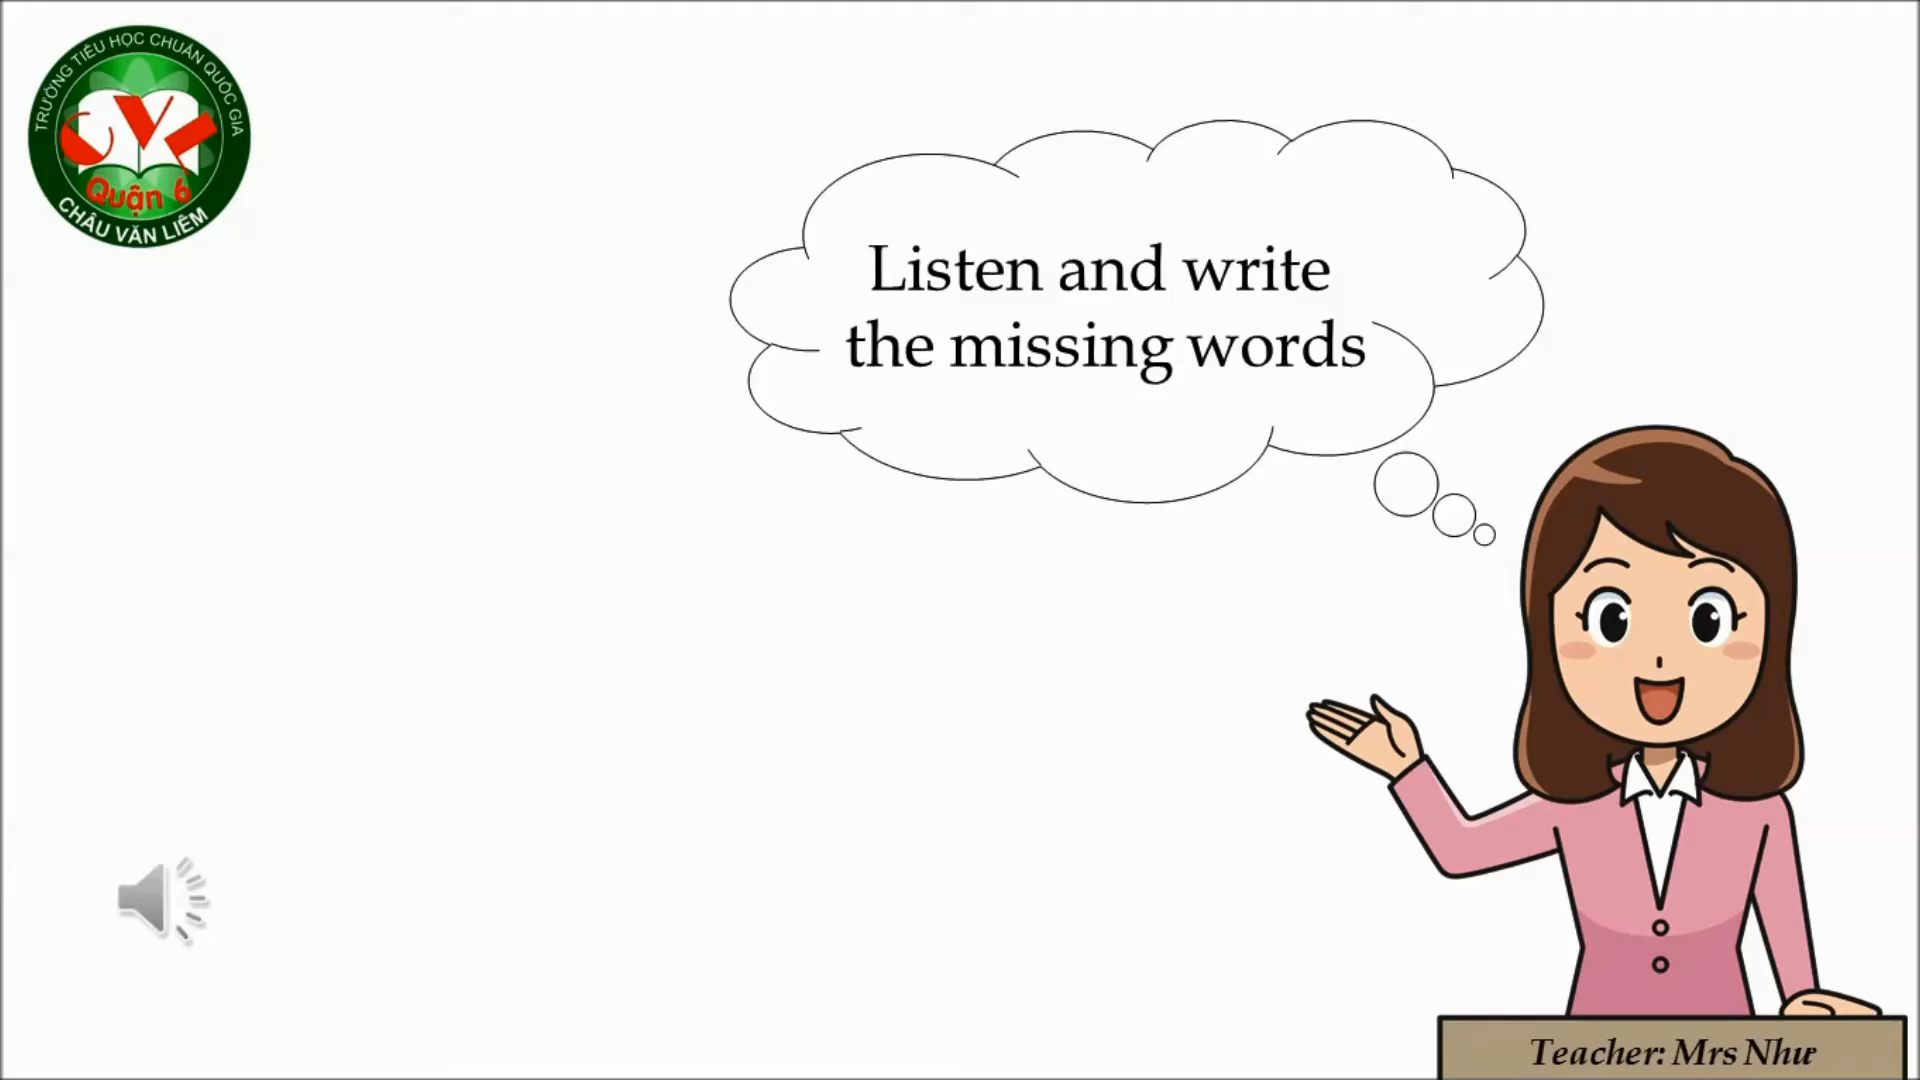 TRƯỜNG TIỂU HỌC CHUẨN QUỐC GIA
CVL
Quận 6
CHÂU VĂN LIÊM
Listen and write
the missing words
Teacher: Mrs Như